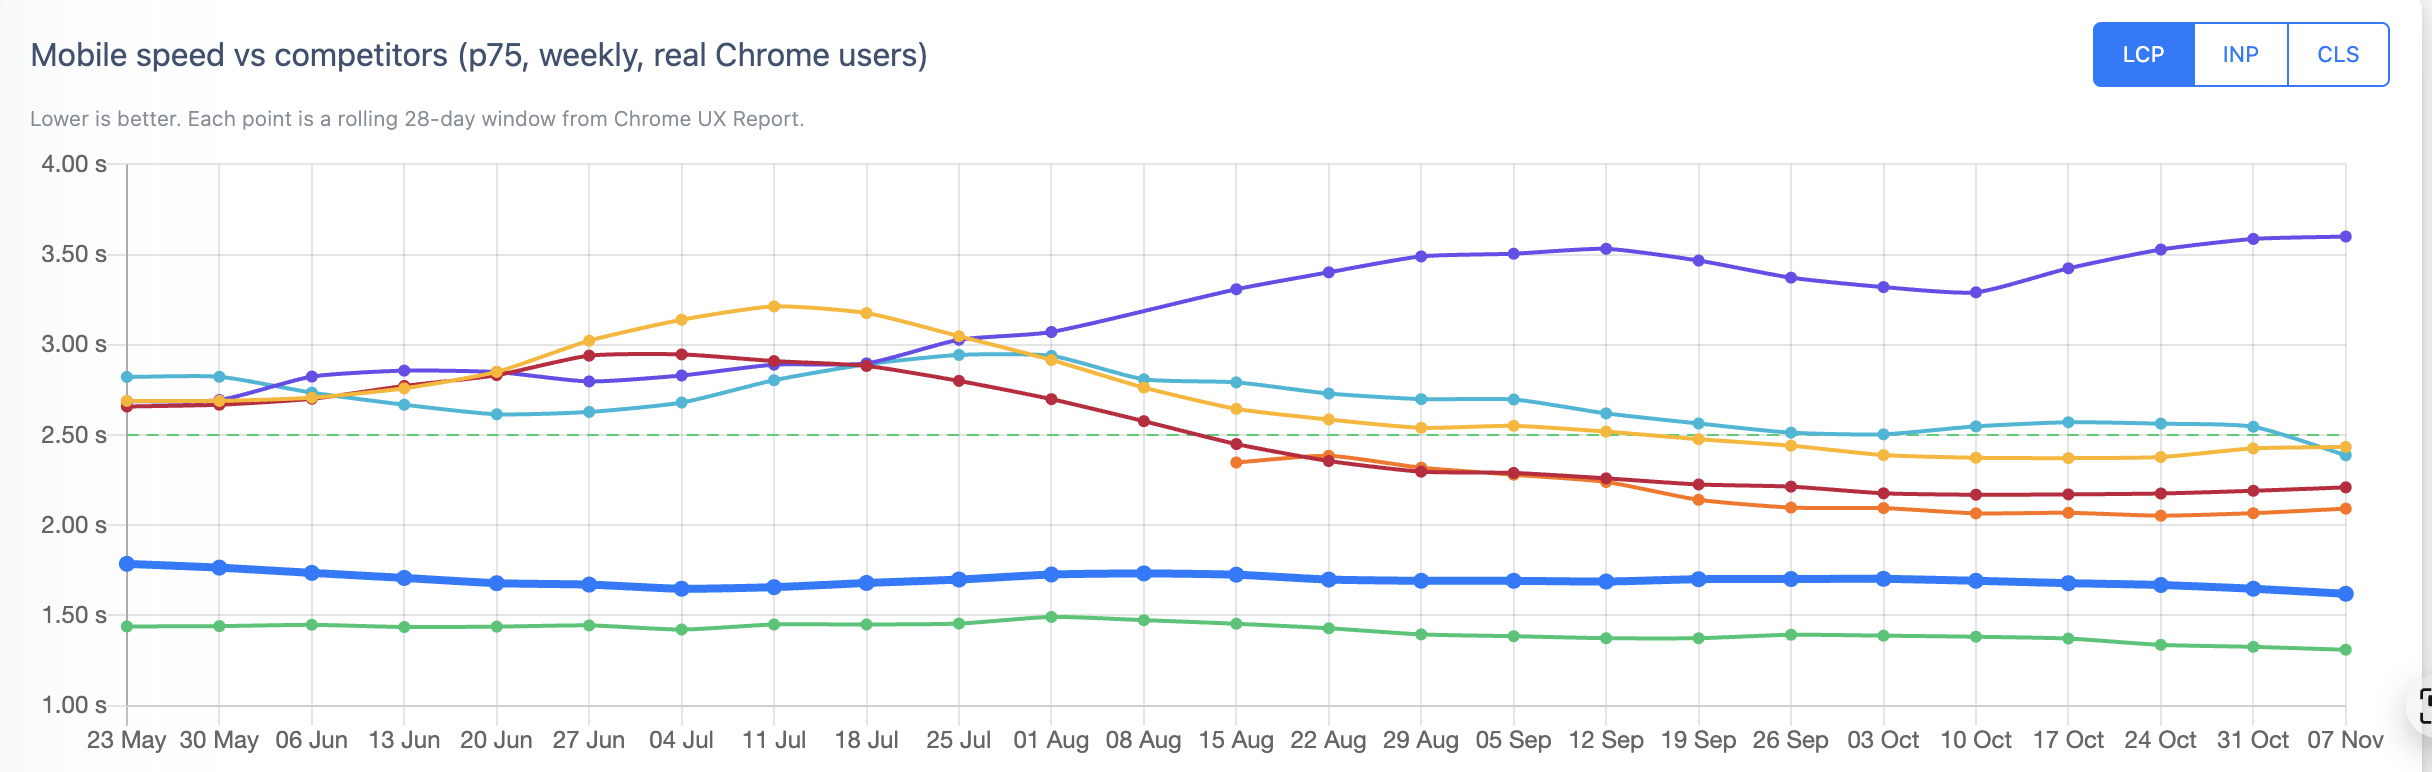 Mobile speed vs competitors (p75, weekly, real Chrome users)
LCP INP CLS
Lower is better. Each point is a rolling 28-day window from Chrome UX Report.
4.00 s
3.50 s
3.00 s
2.50 s
2.00 s
1.50 s
1.00 s
23 May 30 May 06 Jun 13 Jun 20 Jun 27 Jun 04 Jul 11 Jul 18 Jul 25 Jul 01 Aug 08 Aug 15 Aug 22 Aug 29 Aug 05 Sep 12 Sep 19 Sep 26 Sep 03 Oct 10 Oct 17 Oct 24 Oct 31 Oct 07 Nov